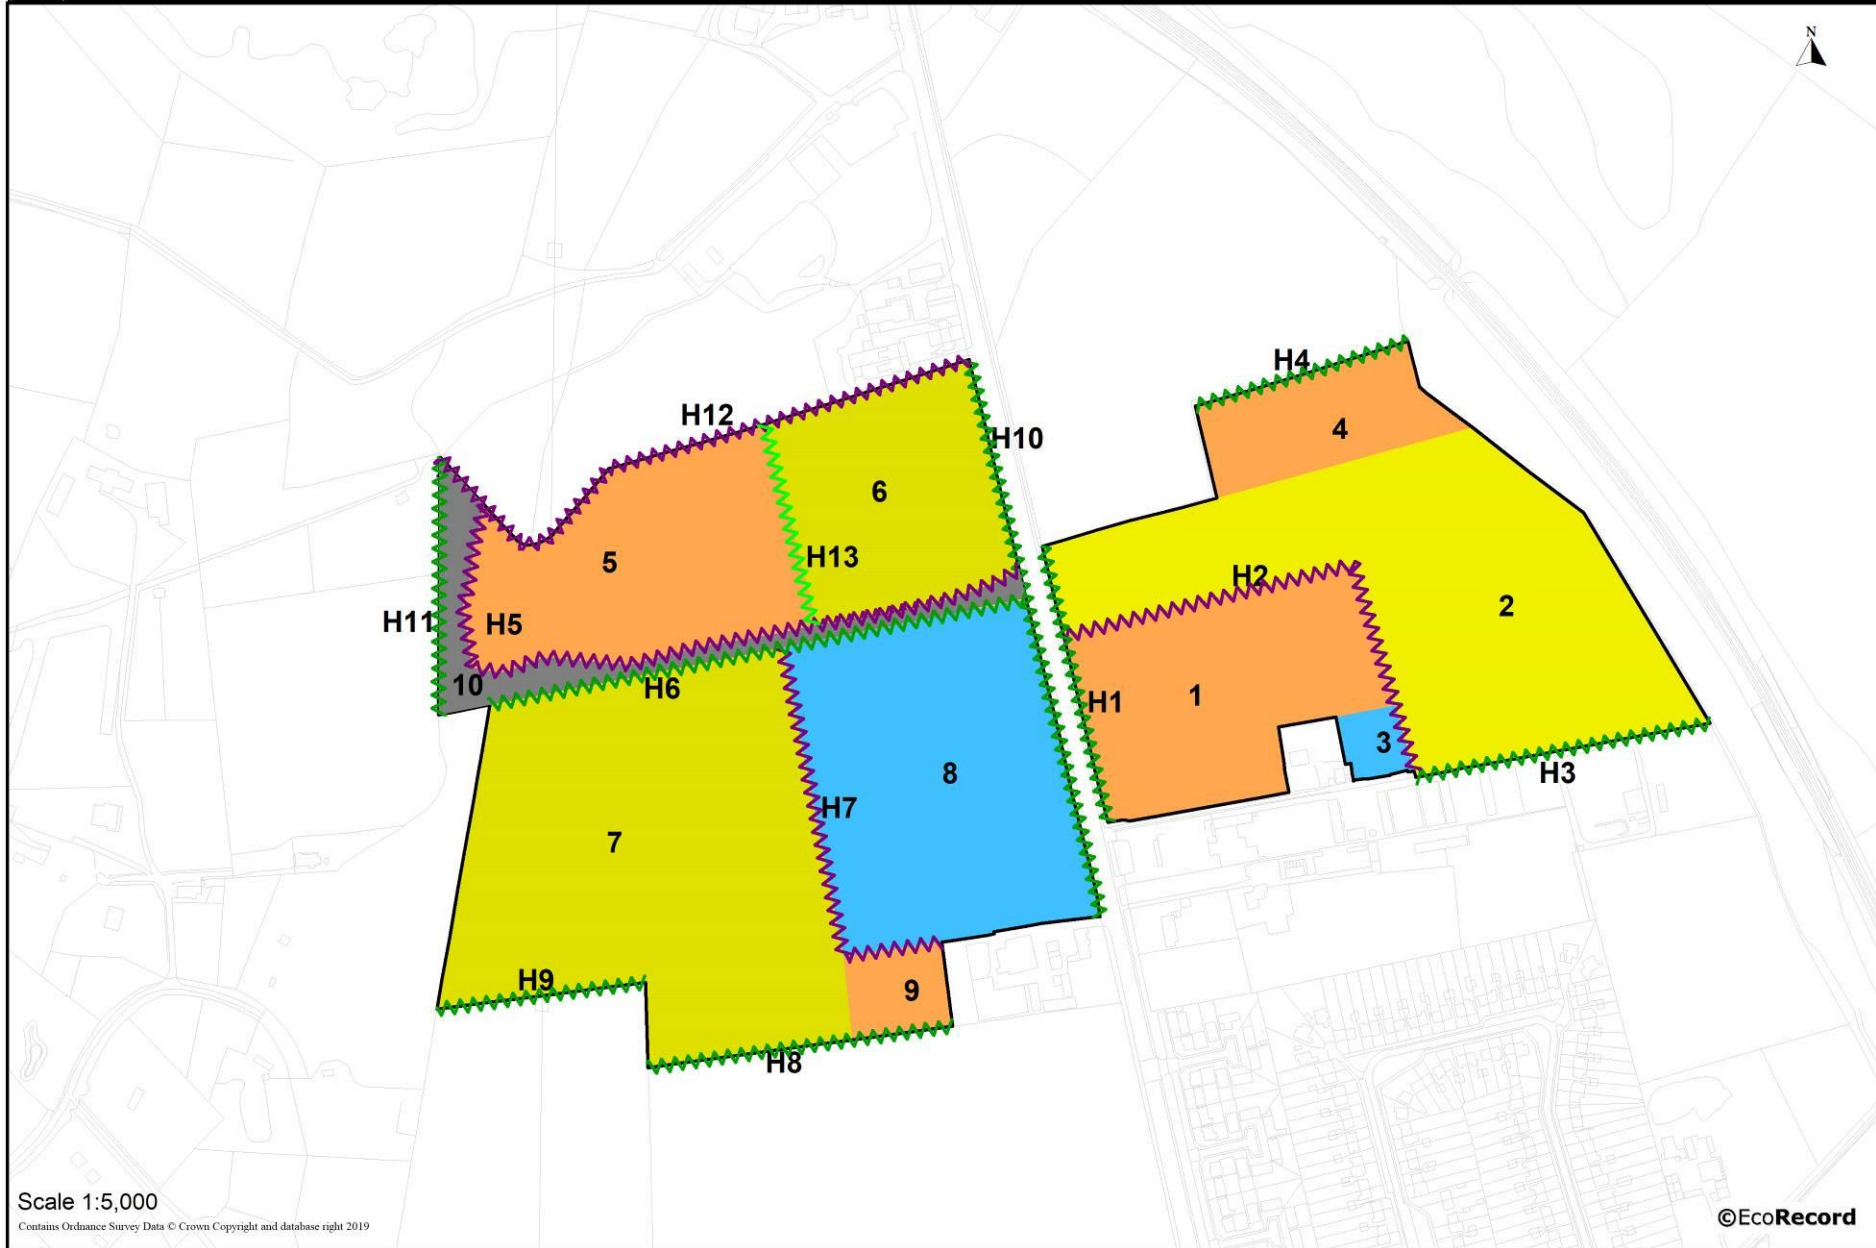 N
H4
H12
H10
4
6
H13
5
H2
2
H11
H5
10
H6
H1
1
3
H3
8
H7
7
H9
9
H8
Scale 1:5,000
Contains Ordnance Survey Data © Crown Copyright and database right 2019
©EcoRecord